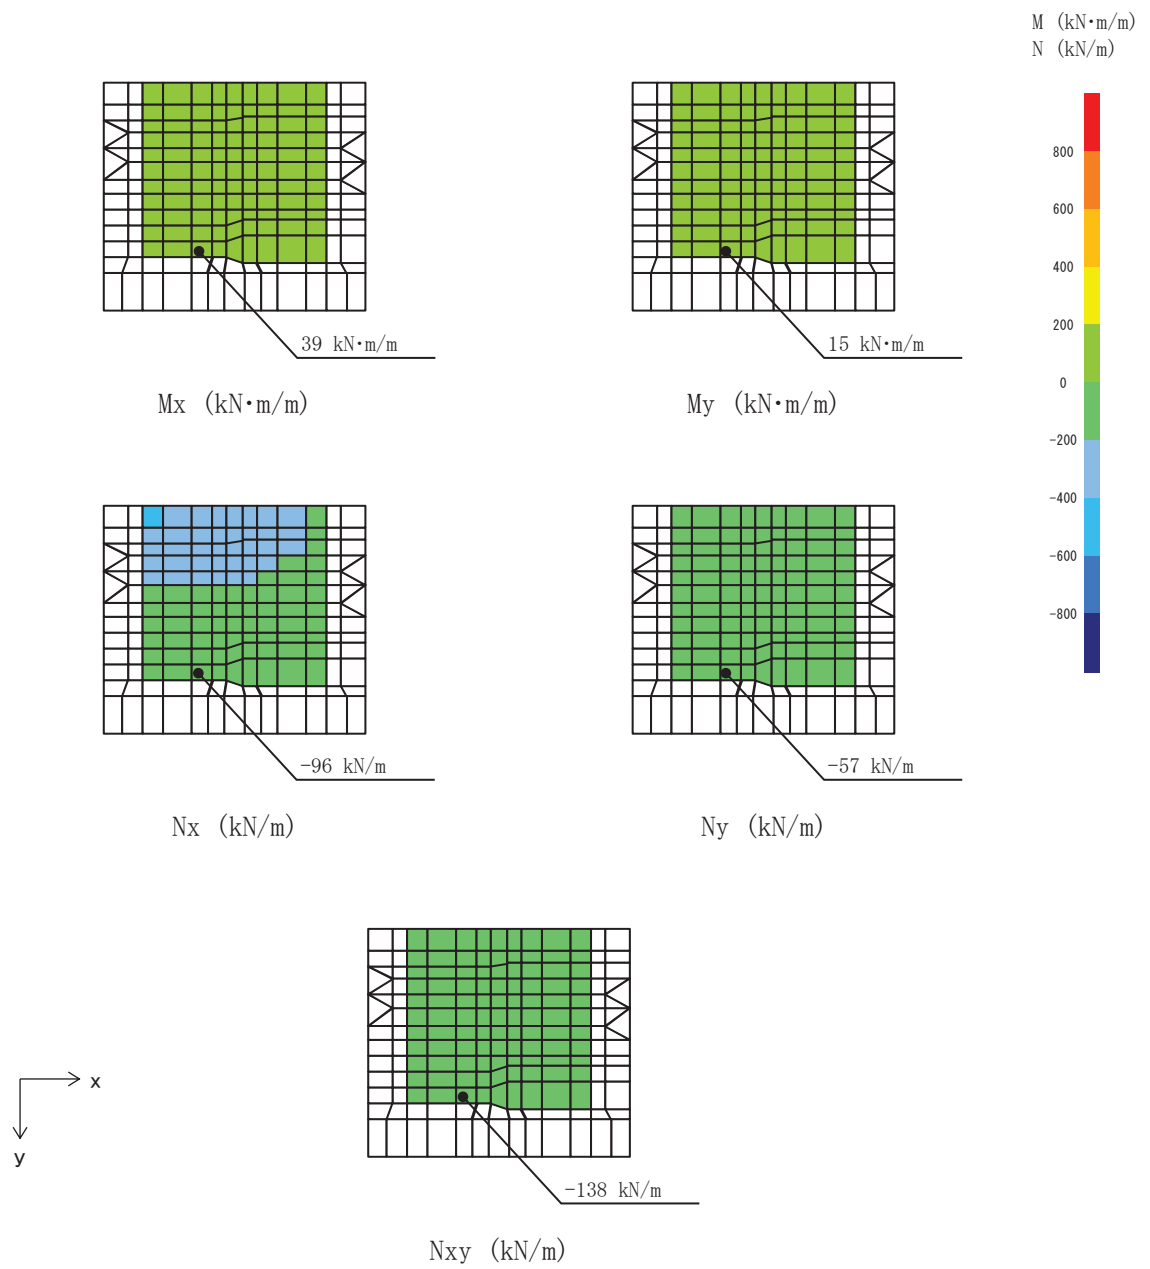 M (kN·m/m)
N (kN/m)
800
600
400
200
0
-200
-400
-600
-800
39 kN·m/m
15 kN·m/m
Mx (kN·m/m)
My (kN·m/m)
-96 kN/m
-57 kN/m
Nx (kN/m)
Ny (kN/m)
x
y
-138 kN/m
Nxy (kN/m)